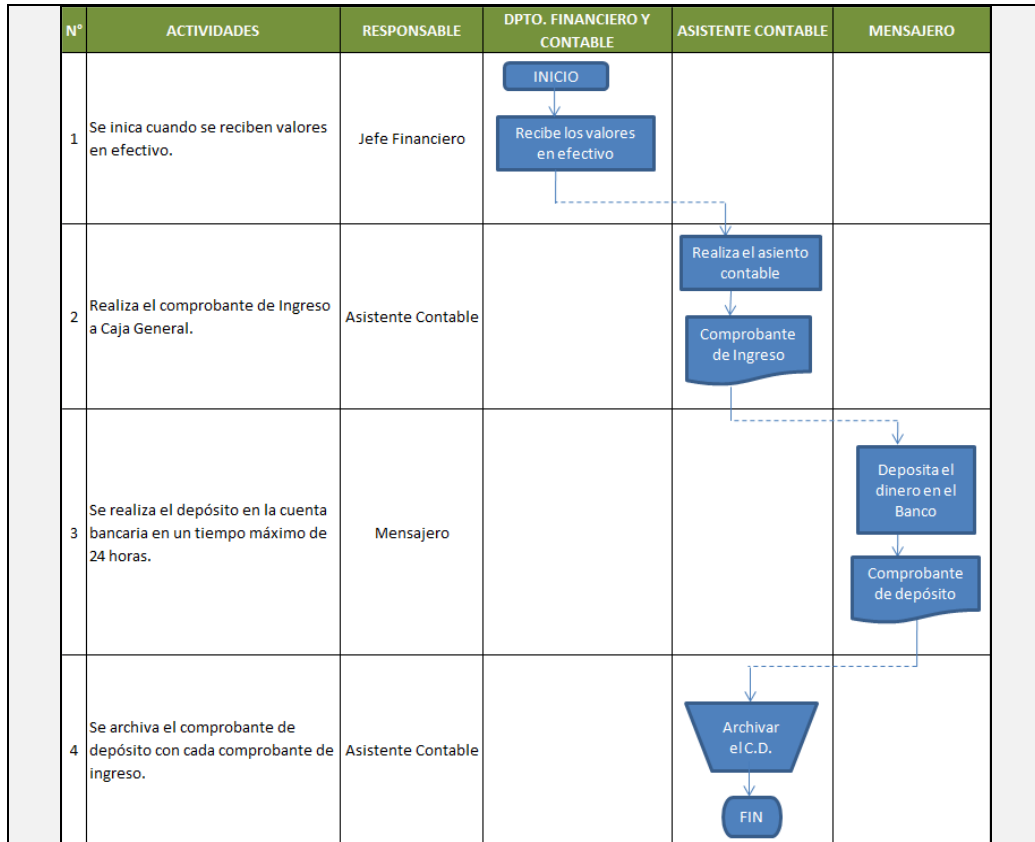 N°
ACTIVIDADES
RESPONSABLE
DPTO. FINANCIERO Y
CONTABLE
ASISTENTE CONTABLE
MENSAJERO
1
Se inica cuando se reciben valores
en efectivo.
Jefe Financiero
INICIO
Recibe los valores
en efectivo
2
Realiza el comprobante de Ingreso
a Caja General.
Asistente Contable
Realiza el asiento
contable
Comprobante
de Ingreso
3
Se realiza el depósito en la cuenta
bancaria en un tiempo máximo de
24 horas.
Mensajero
Deposita el
dinero en el
Banco
Comprobante
de depósito
4
Se archiva el comprobante de
depósito con cada comprobante de
ingreso.
Asistente Contable
Archivar
el C.D.
FIN